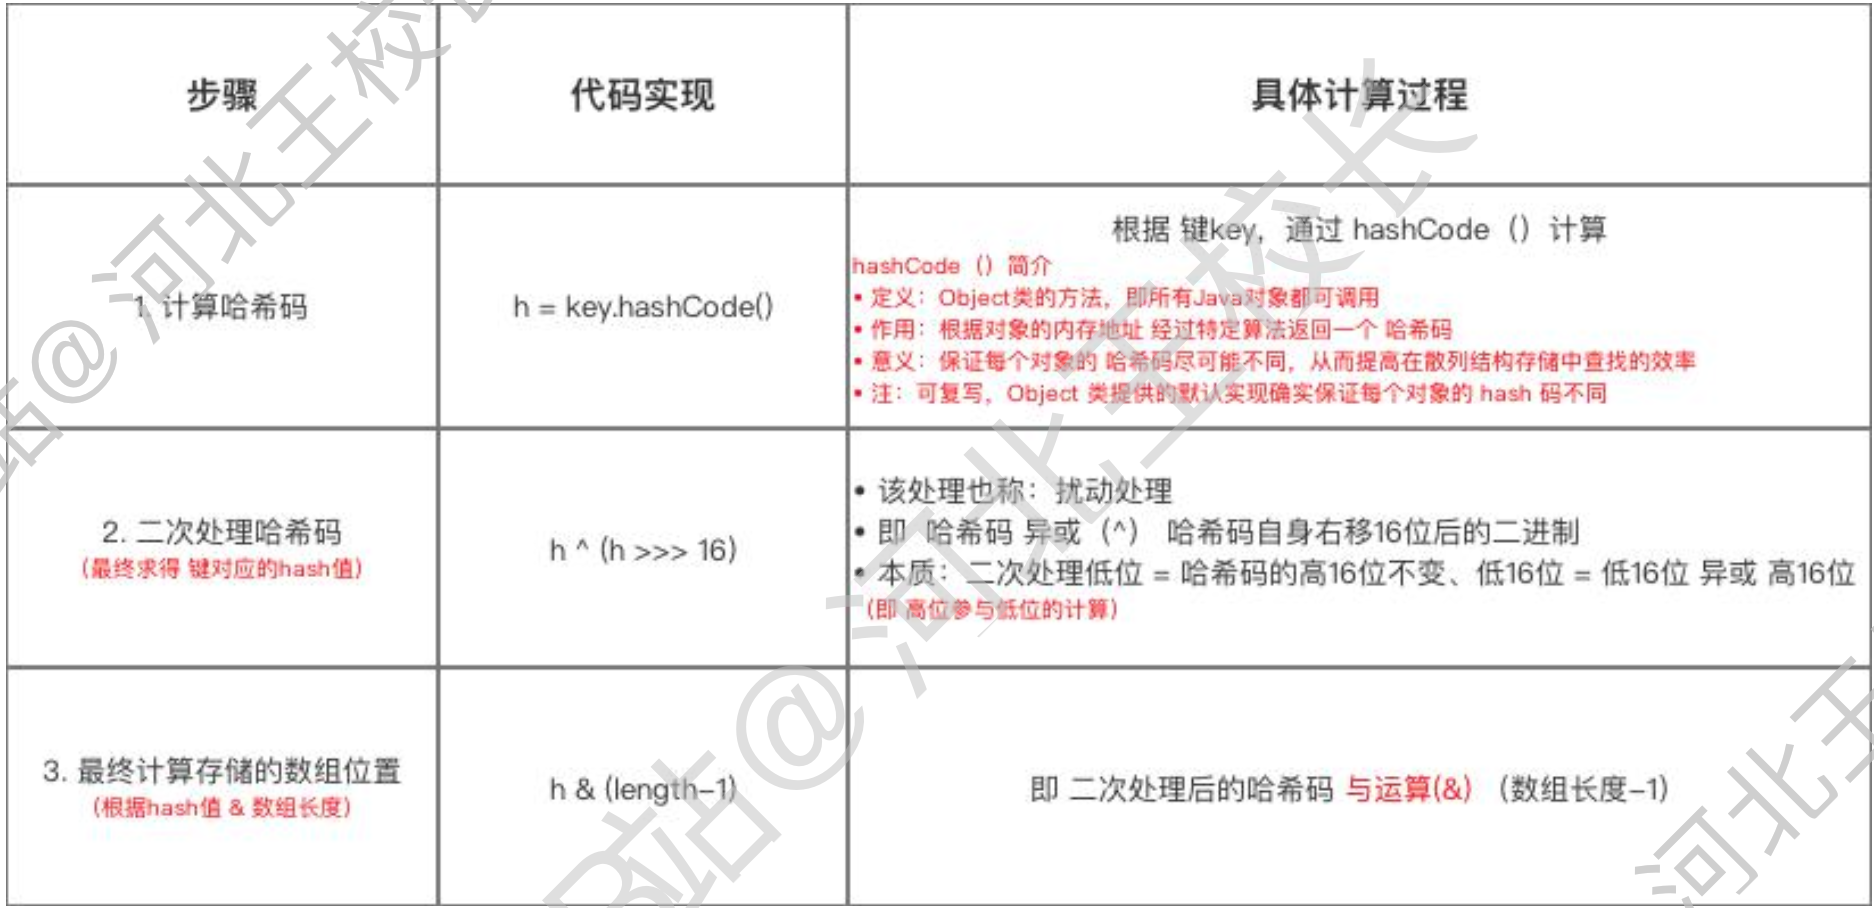 步骤
代码实现
具体计算过程
1. 计算哈希码
h = key.hashCode()
根据 键key，通过 hashCode（）计算
hashCode（）简介
• 定义：Object类的方法，即所有Java对象都可调用
• 作用：根据对象的内存地址 经过特定算法返回一个 哈希码
• 意义：保证每个对象的 哈希码尽可能不同，从而提高在散列结构存储中查找的效率
• 注：可复写，Object 类提供的默认实现确实保证每个对象的 hash 码不同
2. 二次处理哈希码
（最终求得 键对应的hash值）
h ^ (h >>> 16)
• 该处理也称：扰动处理
• 即 哈希码 异或（^） 哈希码自身右移16位后的二进制
• 本质：二次处理低位 = 哈希码的高16位不变、低16位 = 低16位 异或 高16位
（即 高位参与低位的计算）
3. 最终计算存储的数组位置
（根据hash值 & 数组长度）
h & (length-1)
即 二次处理后的哈希码 与运算(&) （数组长度-1）
站@河北王校长
B站@河北王校长
河北王